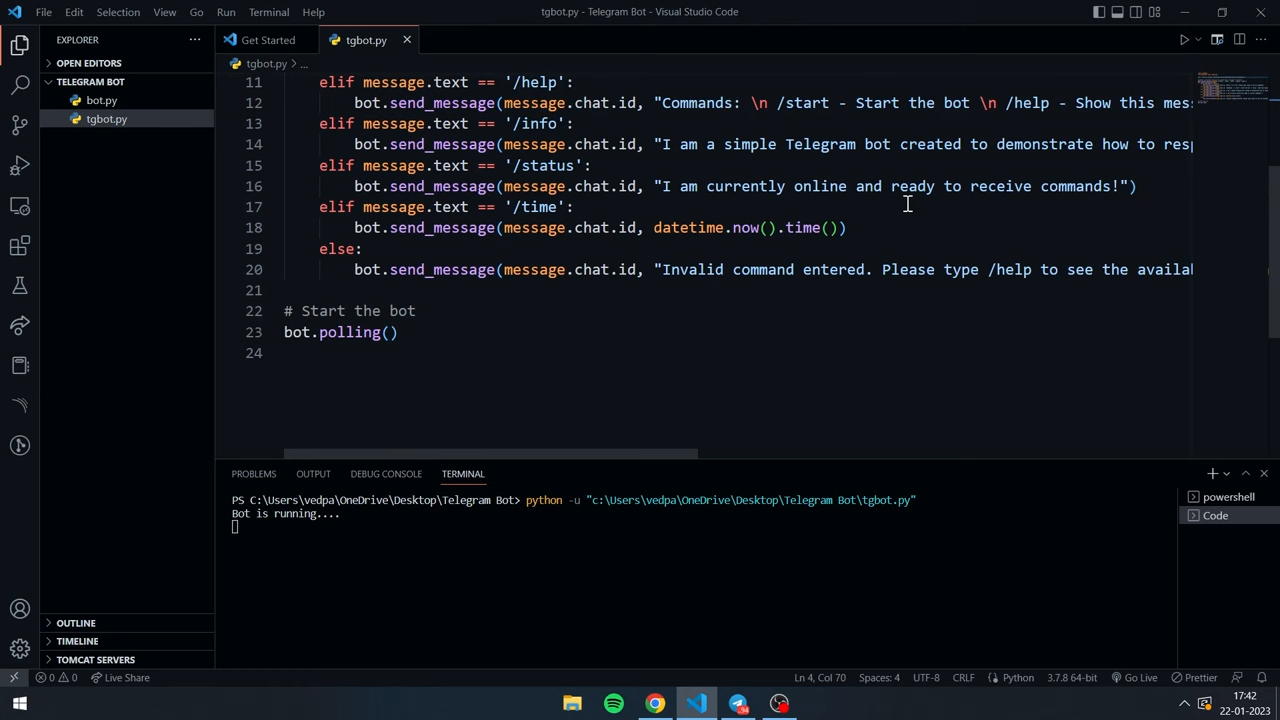 File Edit Selection View Go Run Terminal Help
tgbot.py - Telegram Bot - Visual Studio Code
EXPLORER
OPEN EDITORS
TELEGRAM BOT
bot.py
tgbot.py
OUTLINE
TIMELINE
TOMCAT SERVERS
Get Started
tgbot.py
tgbot.py > ...
11 elif message.text == '/help':
12 bot.send_message(message.chat.id, "Commands: \n /start - Start the bot \n /help - Show this mes
13 elif message.text == '/info':
14 bot.send_message(message.chat.id, "I am a simple Telegram bot created to demonstrate how to
15 elif message.text == '/status':
16 bot.send_message(message.chat.id, "I am currently online and ready to receive commands!")
17 elif message.text == '/time':
18 bot.send_message(message.chat.id, datetime.now().time())
19 else:
20 bot.send_message(message.chat.id, "Invalid command entered. Please type /help to see the availa
21
22 # Start the bot
23 bot.polling()
24
PROBLEMS OUTPUT DEBUG CONSOLE TERMINAL
PS C:\Users\vedpa\OneDrive\Desktop\Telegram Bot> python -u "c:\Users\vedpa\OneDrive\Desktop\Telegram Bot\tgbot.py"
Bot is running....
powershell
Code
0 0 Live Share
Ln 4, Col 70 Spaces: 4 UTF-8 CRLF Python 3.7.8 64-bit Go Live Prettier
17:42
22-01-2023